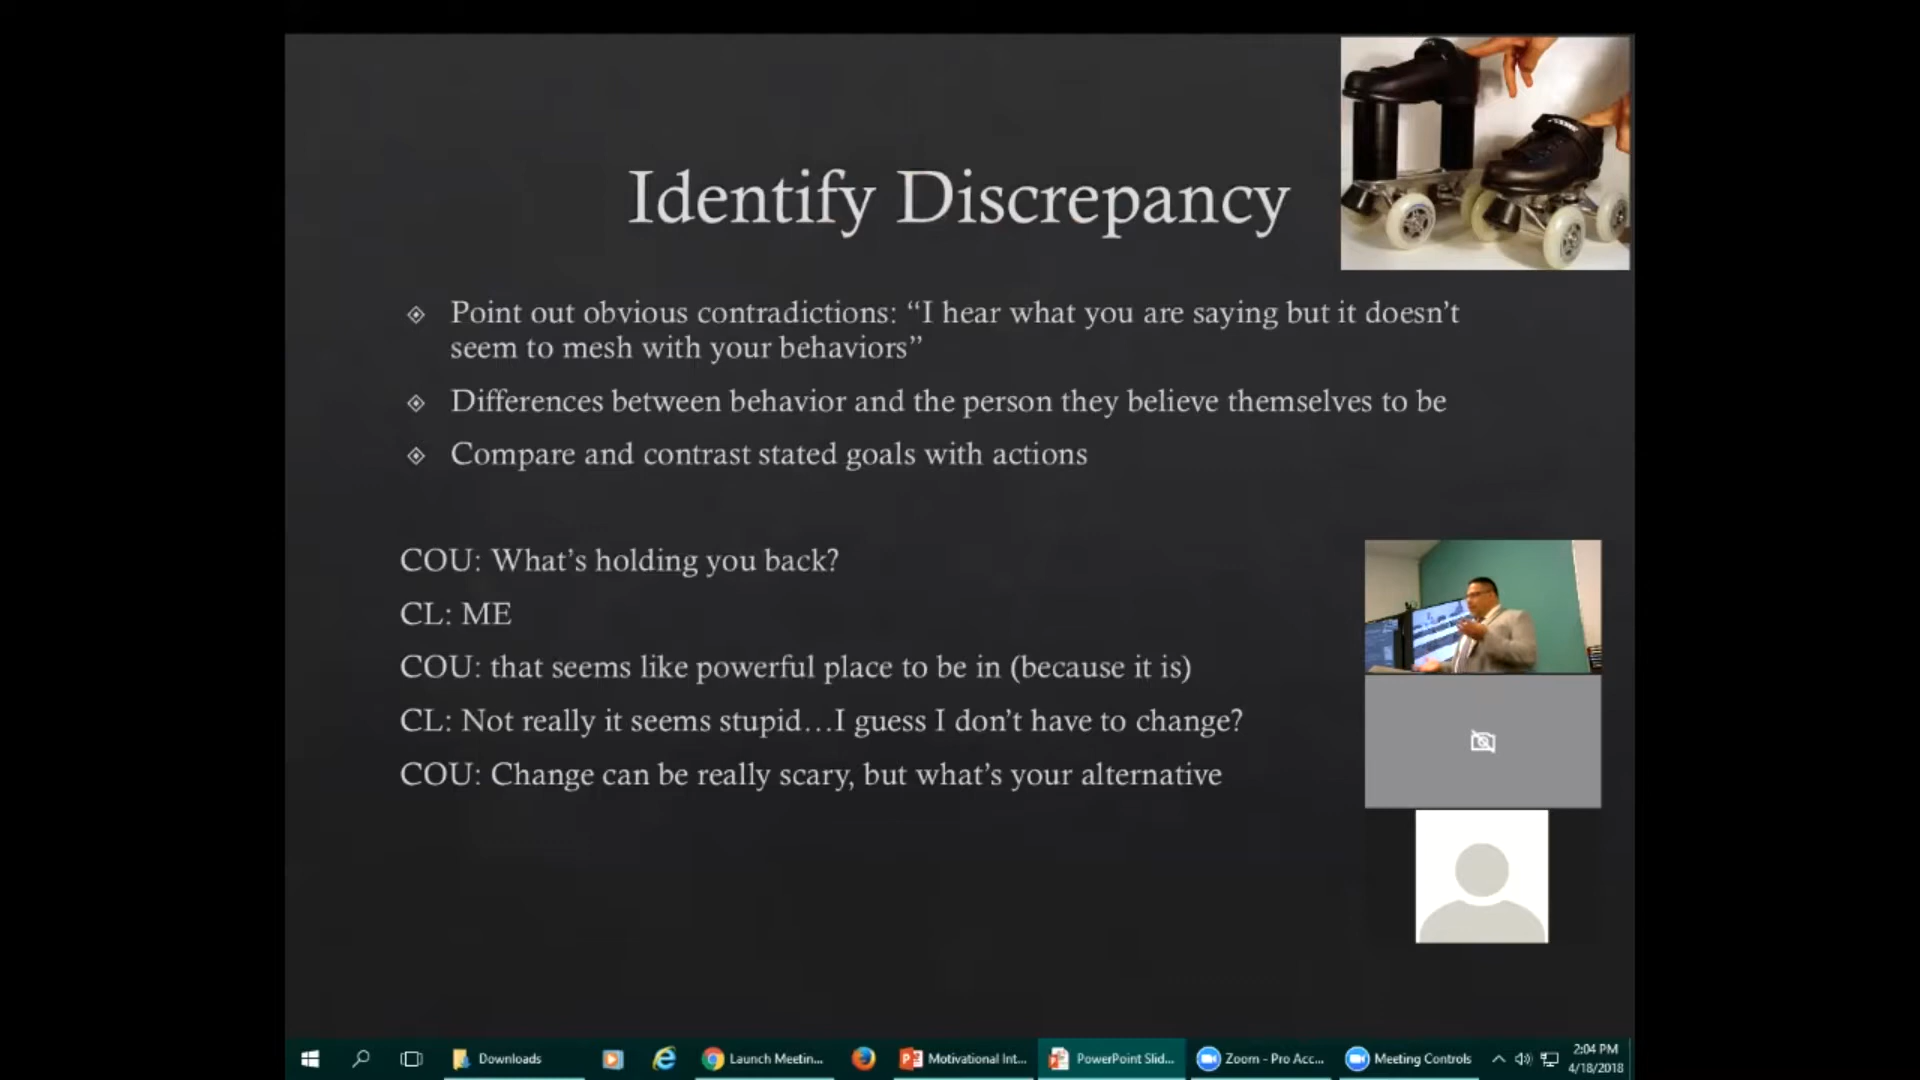 Identify Discrepancy
Point out obvious contradictions: “I hear what you are saying but it doesn’t
seem to mesh with your behaviors”
Differences between behavior and the person they believe themselves to be
Compare and contrast stated goals with actions
COU: What’s holding you back?
CL: ME
COU: that seems like powerful place to be in (because it is)
CL: Not really it seems stupid…I guess I don’t have to change?
COU: Change can be really scary, but what’s your alternative
Downloads
Launch Meetin...
Motivational Int...
PowerPoint Slid...
Zoom - Pro Acc...
Meeting Controls
2:04 PM
4/18/2018